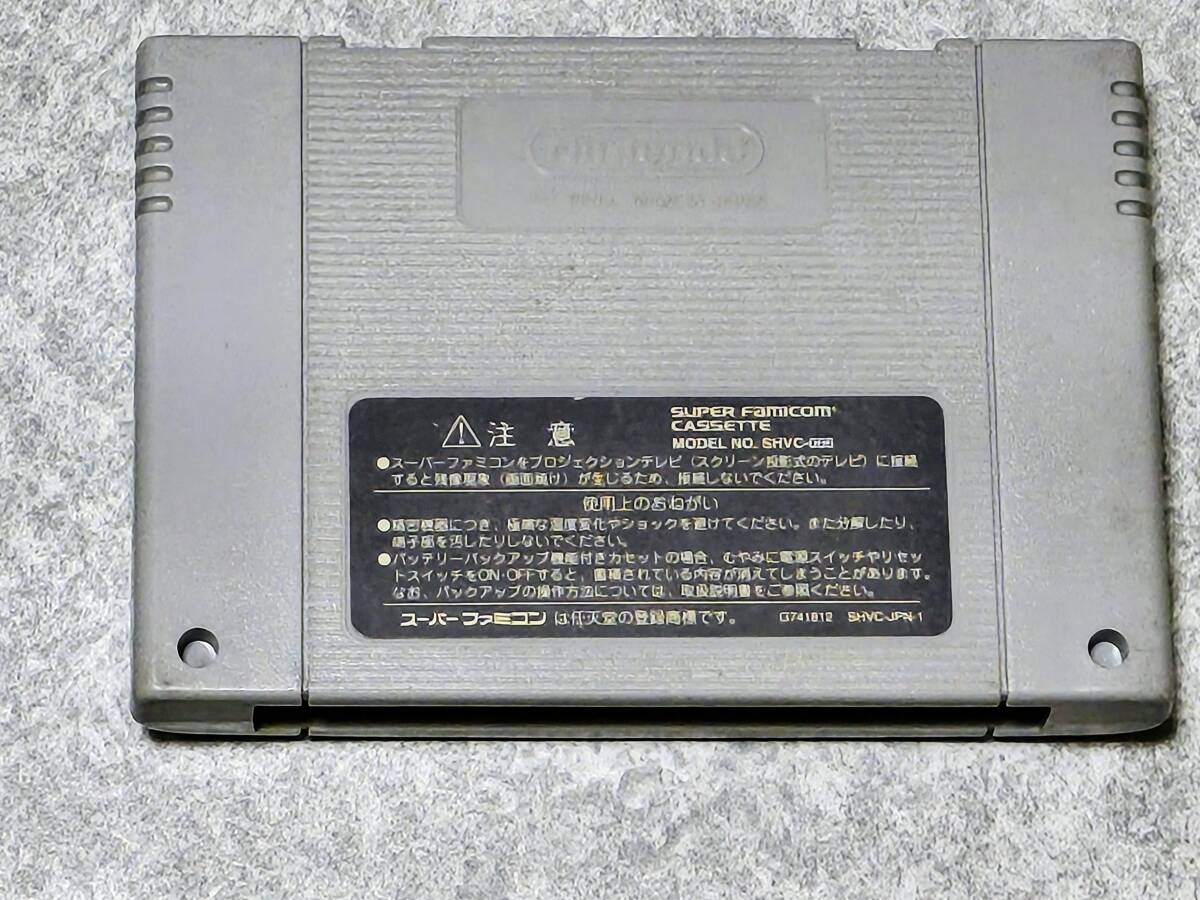 Nintendo
⚠注 意
SUPER FAMICOM
CASSETTE
MODEL NO. SHVC-
●スーパーファミコンをプロジェクションテレビ（スクリーン投影式のテレビ）に接続
すると残像現象（画面焼け）が生じるため、接続しないでください。
使用上のおねがい
●精密機器につき、極端な温度変化やショックを避けてください。また分解したり、
端子部を汚したりしないでください。
●バッテリーバックアップ機能付きカセットの場合、むやみに電源スイッチやリセッ
トスイッチをON・OFFすると、蓄積されている内容が消えてしまうことがあります。
なお、バックアップの操作方法については、取扱説明書をご参照ください。
スーパーファミコンは任天堂の登録商標です。 SHVC-JPN-1